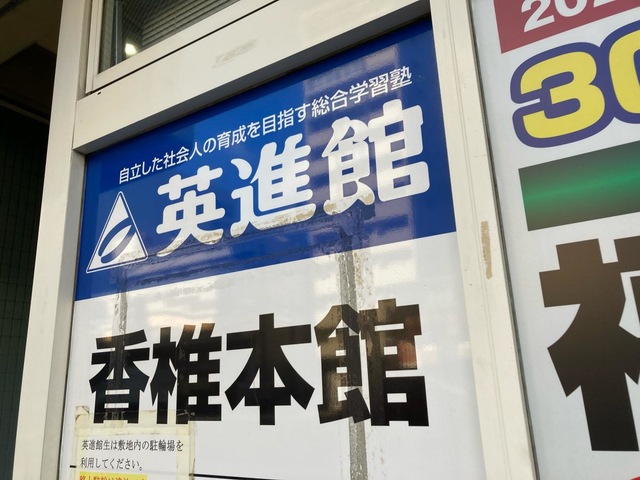 自立した社会人の育成を目指す総合学習塾
英進館
香椎本館
英進館生は敷地内の駐輪場を
利用してください。
202
30